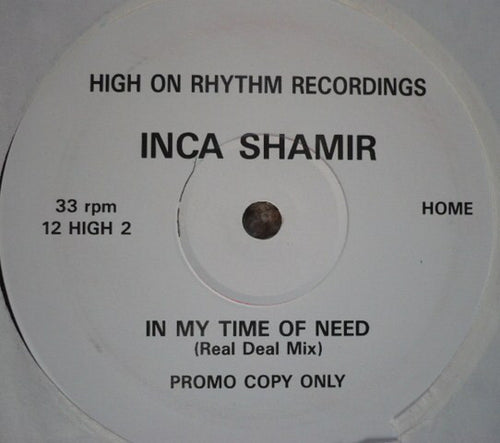 HIGH ON RHYTHM RECORDINGS
INCA SHAMIR
33 rpm
12 HIGH 2
HOME
IN MY TIME OF NEED
(Real Deal Mix)
PROMO COPY ONLY